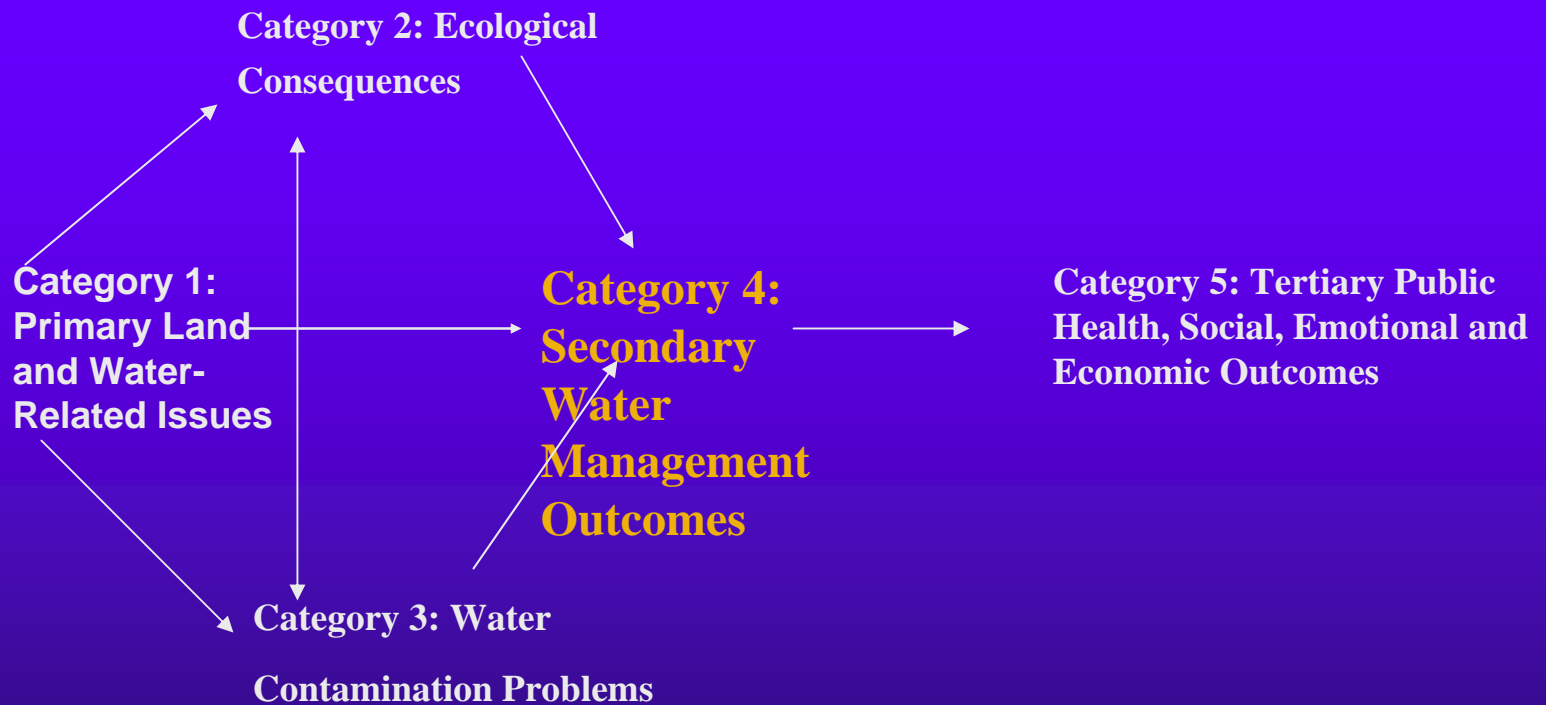 Category 2: Ecological
Consequences
Category 1:
Primary Land
and Water-
Related Issues
Category 4:
Secondary
Water
Management
Outcomes
Category 5: Tertiary Public
Health, Social, Emotional and
Economic Outcomes
Category 3: Water
Contamination Problems